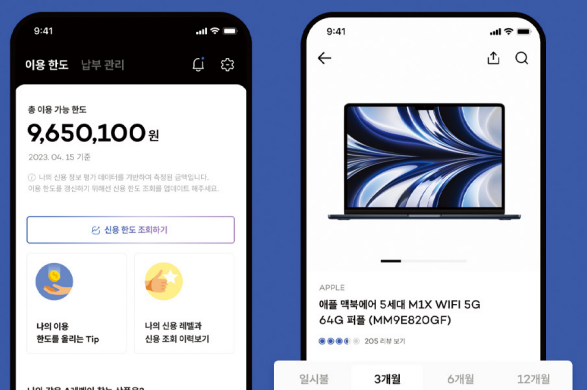 9:41
이용 한도 납부 관리
총 이용 가능 한도
9,650,100 원
2023. 04. 15 기준
나의 신용 정보 평가 데이터를 기반하여 측정된 금액입니다.
이용 한도를 갱신하기 위해선 신용 한도 조회를 업데이트 해주세요.
신용 한도 조회하기
나의 이용
한도를 올리는 Tip
나의 신용 레벨과
신용 조회 이력보기
9:41
APPLE
애플 맥북에어 5세대 M1X WIFI 5G
64G 퍼플 (MM9E820GF)
205 리뷰 보기
일시불 3개월 6개월 12개월